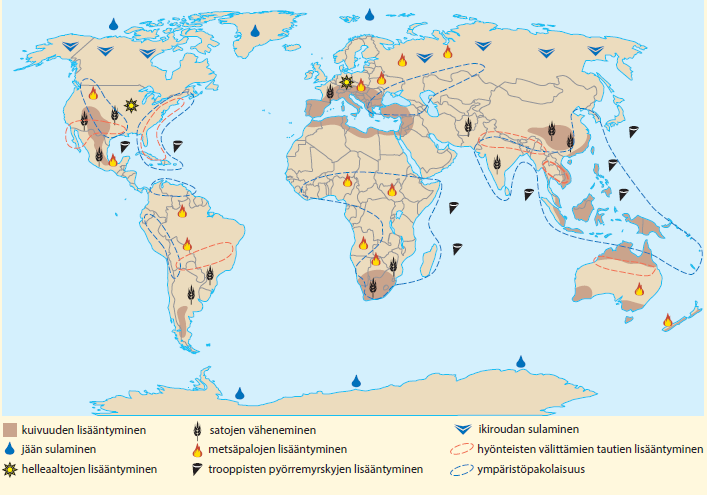 kuivuuden lisääntyminen
jään sulaminen
helleaaltojen lisääntyminen
satojen väheneminen
metsäpalojen lisääntyminen
trooppisten pyörremyrskyjen lisääntyminen
ikiroudan sulaminen
hyönteisten välittämien tautien lisääntyminen
ympäristöpakolaisuus